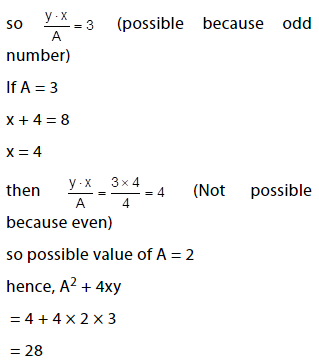 so y·x/A = 3 (possible because odd
number)
If A = 3
x + 4 = 8
x = 4
then y·x/A = 3 × 4/4 = 4 (Not possible
because even)
so possible value of A = 2
hence, A² + 4xy
= 4 + 4 × 2 × 3
= 28